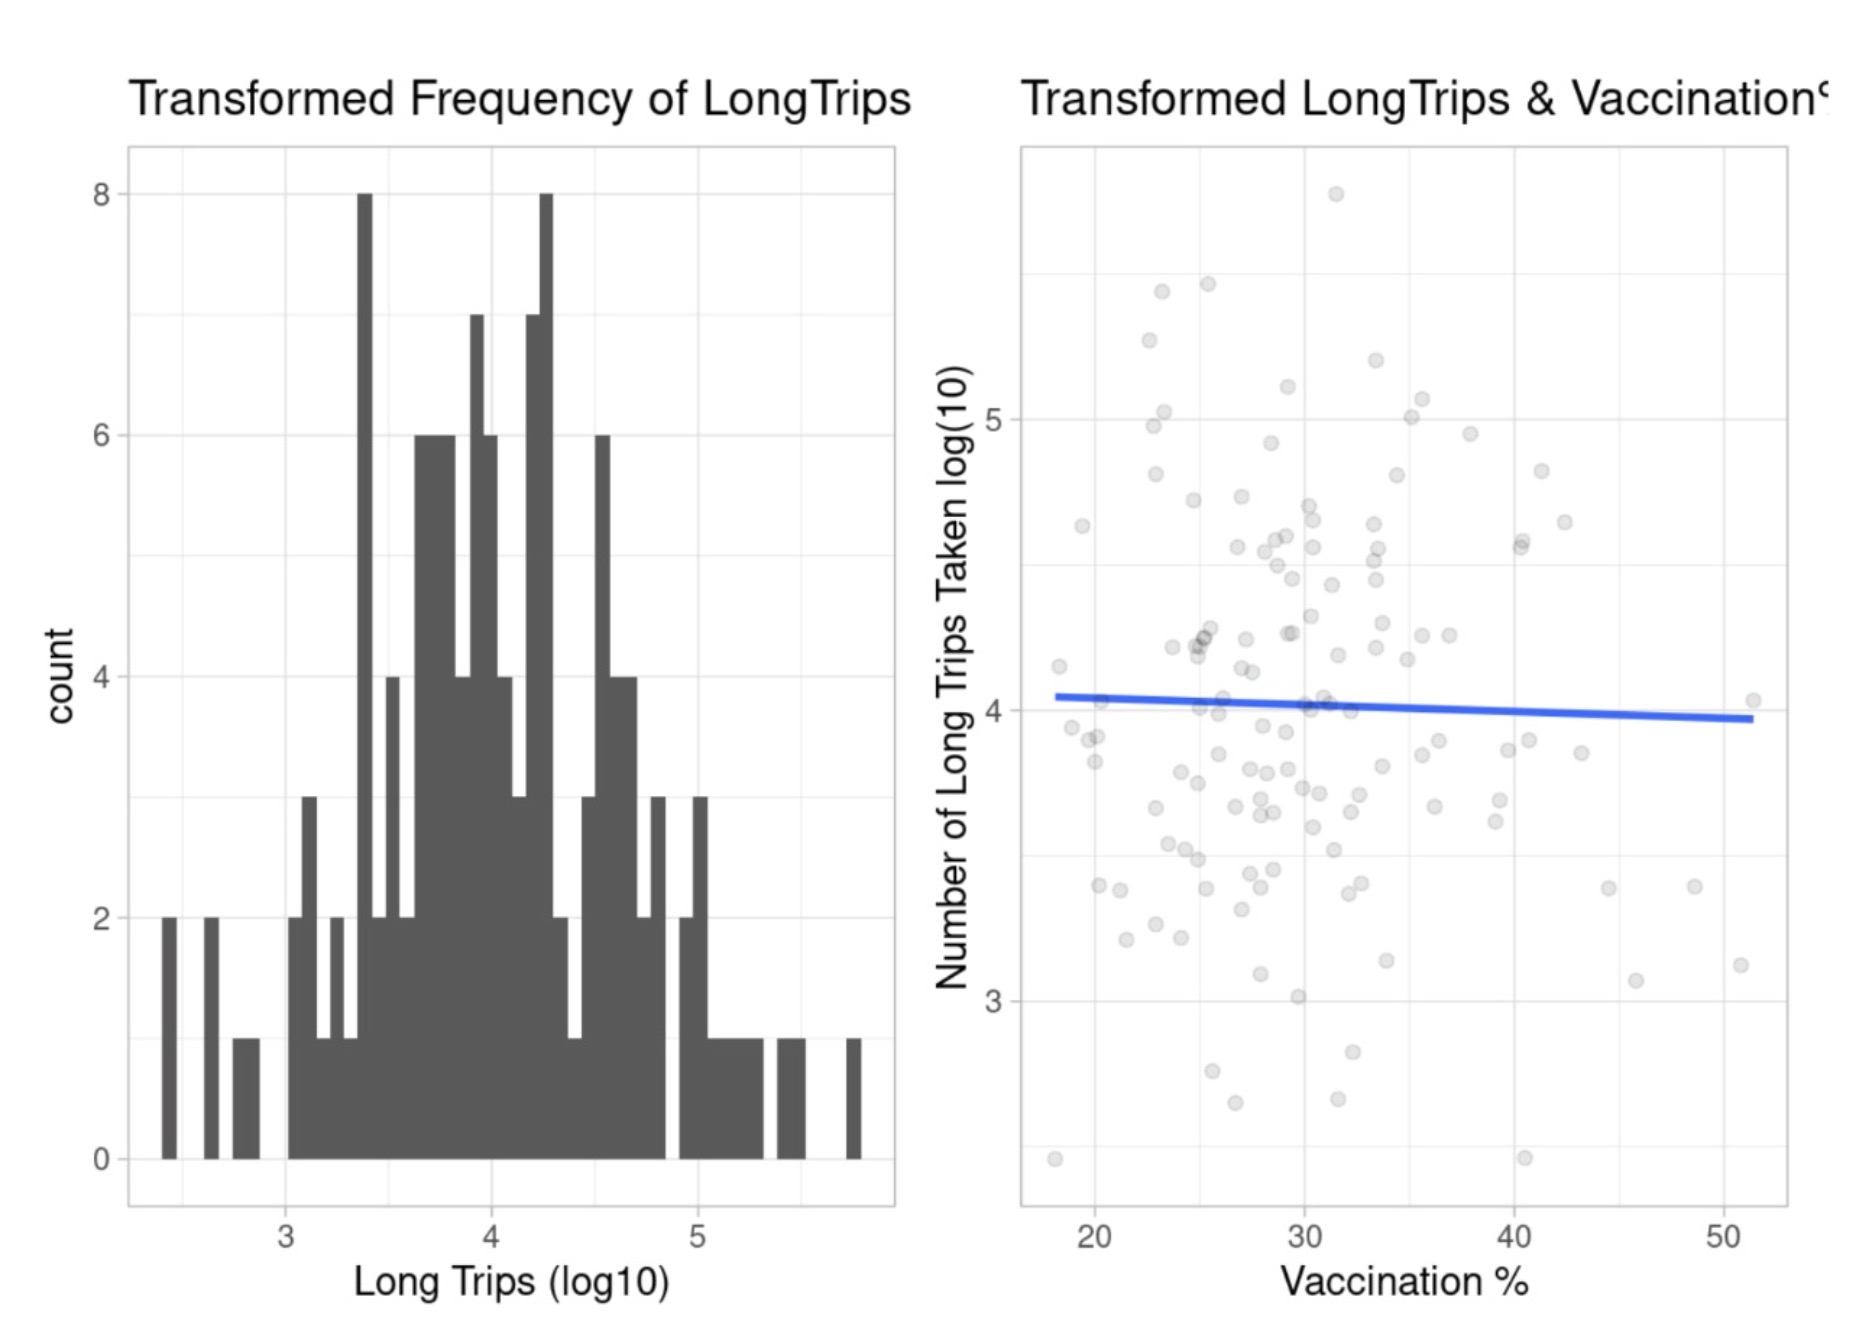 Transformed Frequency of LongTrips
8
6
4
2
0
count
3 4 5
Long Trips (log10)
Transformed LongTrips & Vaccination%
5
4
3
Number of Long Trips Taken log(10)
20 30 40 50
Vaccination %